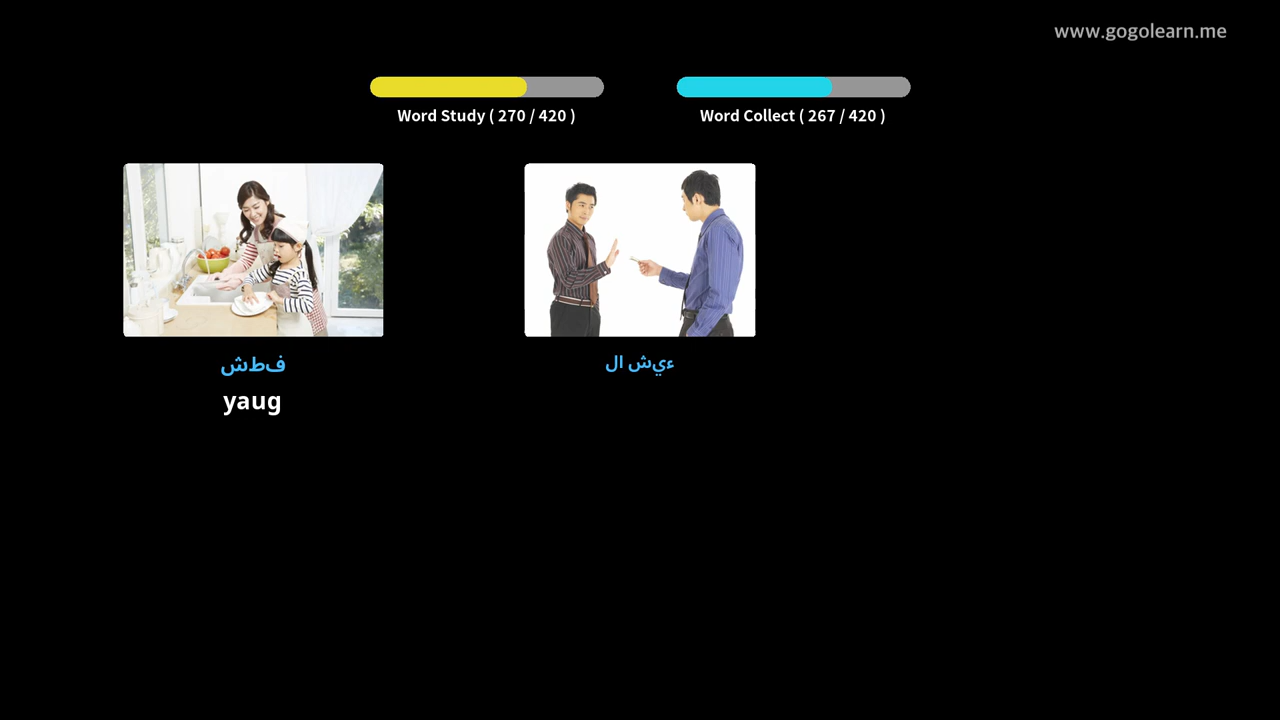 www.gogolearn.me
Word Study ( 270 / 420 )
Word Collect ( 267 / 420 )
فطش
yaug
ءيش ال